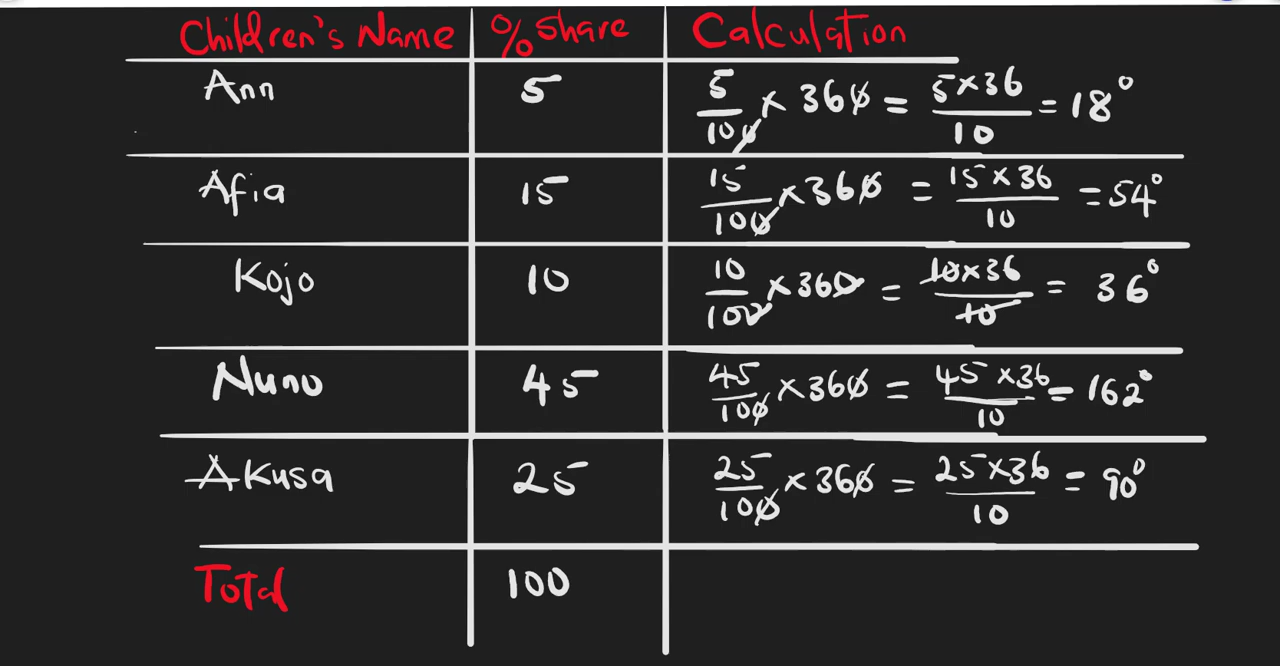 Children's Name % Share Calculation
Ann 5 5/100 × 360 = 5×36/10 = 18°
Afia 15 15/100 × 360 = 15×36/10 = 54°
Kojo 10 10/100 × 360 = 10×36/10 = 36°
Nuno 45 45/100 × 360 = 45×36/10 = 162°
Akusa 25 25/100 × 360 = 25×36/10 = 90°
Total 100